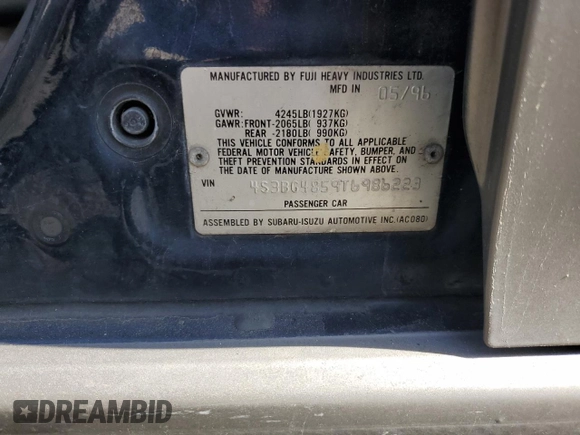 MANUFACTURED BY FUJI HEAVY INDUSTRIES LTD.
MFD IN 05/96
GVWR: 4245LB(1927KG)
GAWR: FRONT-2065LB( 937KG)
REAR -2180LB( 990KG)
THIS VEHICLE CONFORMS TO ALL APPLICABLE
FEDERAL MOTOR VEHICLE SAFETY, BUMPER, AND
THEFT PREVENTION STANDARDS IN EFFECT ON
THE DATE OF MANUFACTURE SHOWN ABOVE.
VIN 4S3BG4859T6986223
PASSENGER CAR
ASSEMBLED BY SUBARU-ISUZU AUTOMOTIVE INC.(AC080)
DREAMBID